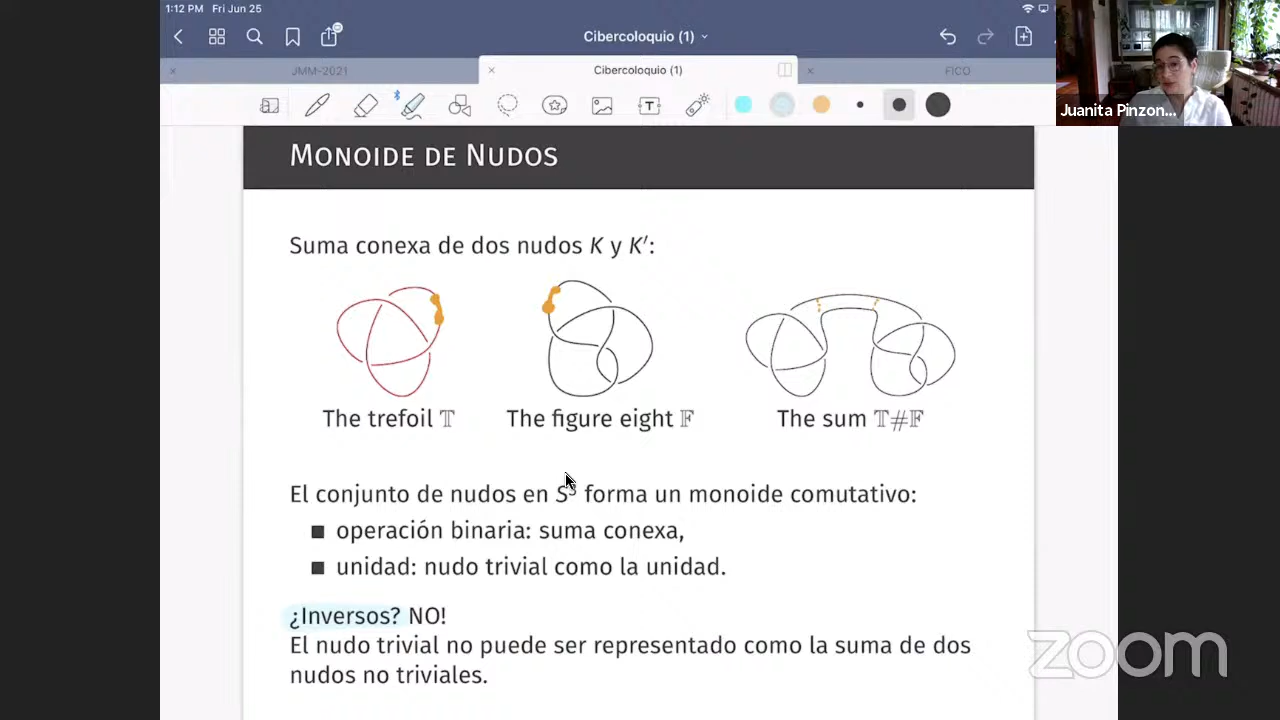 1:12 PM Fri Jun 25
Cibercoloquio (1)
JMM-2021
Cibercoloquio (1)
FICO
Juanita Pinzon...
MONOIDE DE NUDOS
Suma conexa de dos nudos K y K′:
The trefoil 𝕋
The figure eight 𝔽
The sum 𝕋#𝔽
El conjunto de nudos en S³ forma un monoide comutativo:
■ operación binaria: suma conexa,
■ unidad: nudo trivial como la unidad.
¿Inversos? NO!
El nudo trivial no puede ser representado como la suma de dos
nudos no triviales.
zoom